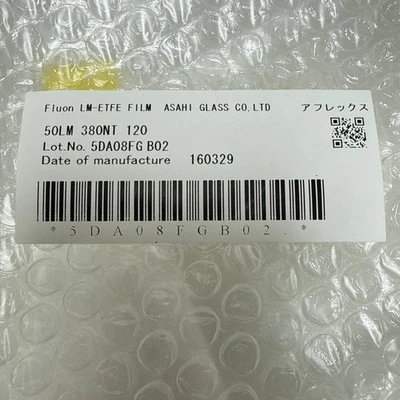 Fluon LM-ETFE FILM ASAHI GLASS CO,LTD アフレックス
50LM 380NT 120
Lot.No. 5DA08FG B02
Date of manufacture 160329
*5DA08FGB02.*